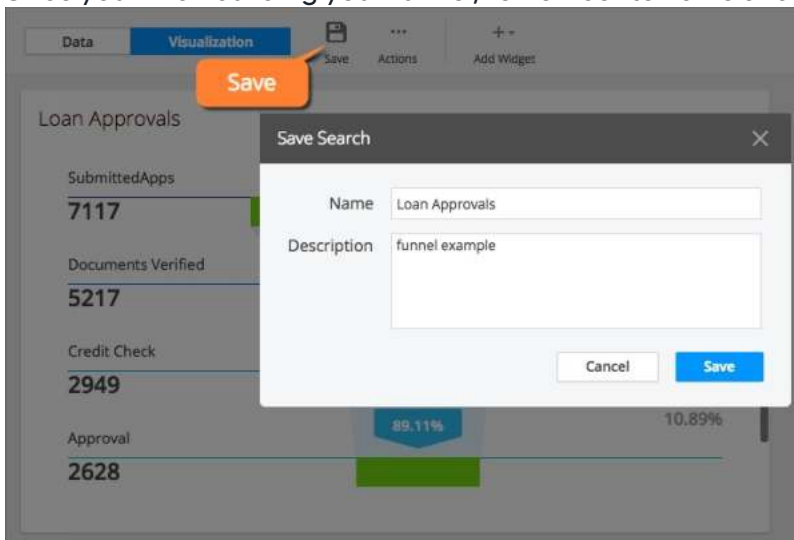 Data
Visualization
Save
Actions
Add Widget
Save
Loan Approvals
Save Search
SubmittedApps
7117
Name
Loan Approvals
Description
funnel example
Documents Verified
5217
Credit Check
2949
Cancel
Save
89.11%
10.89%
Approval
2628